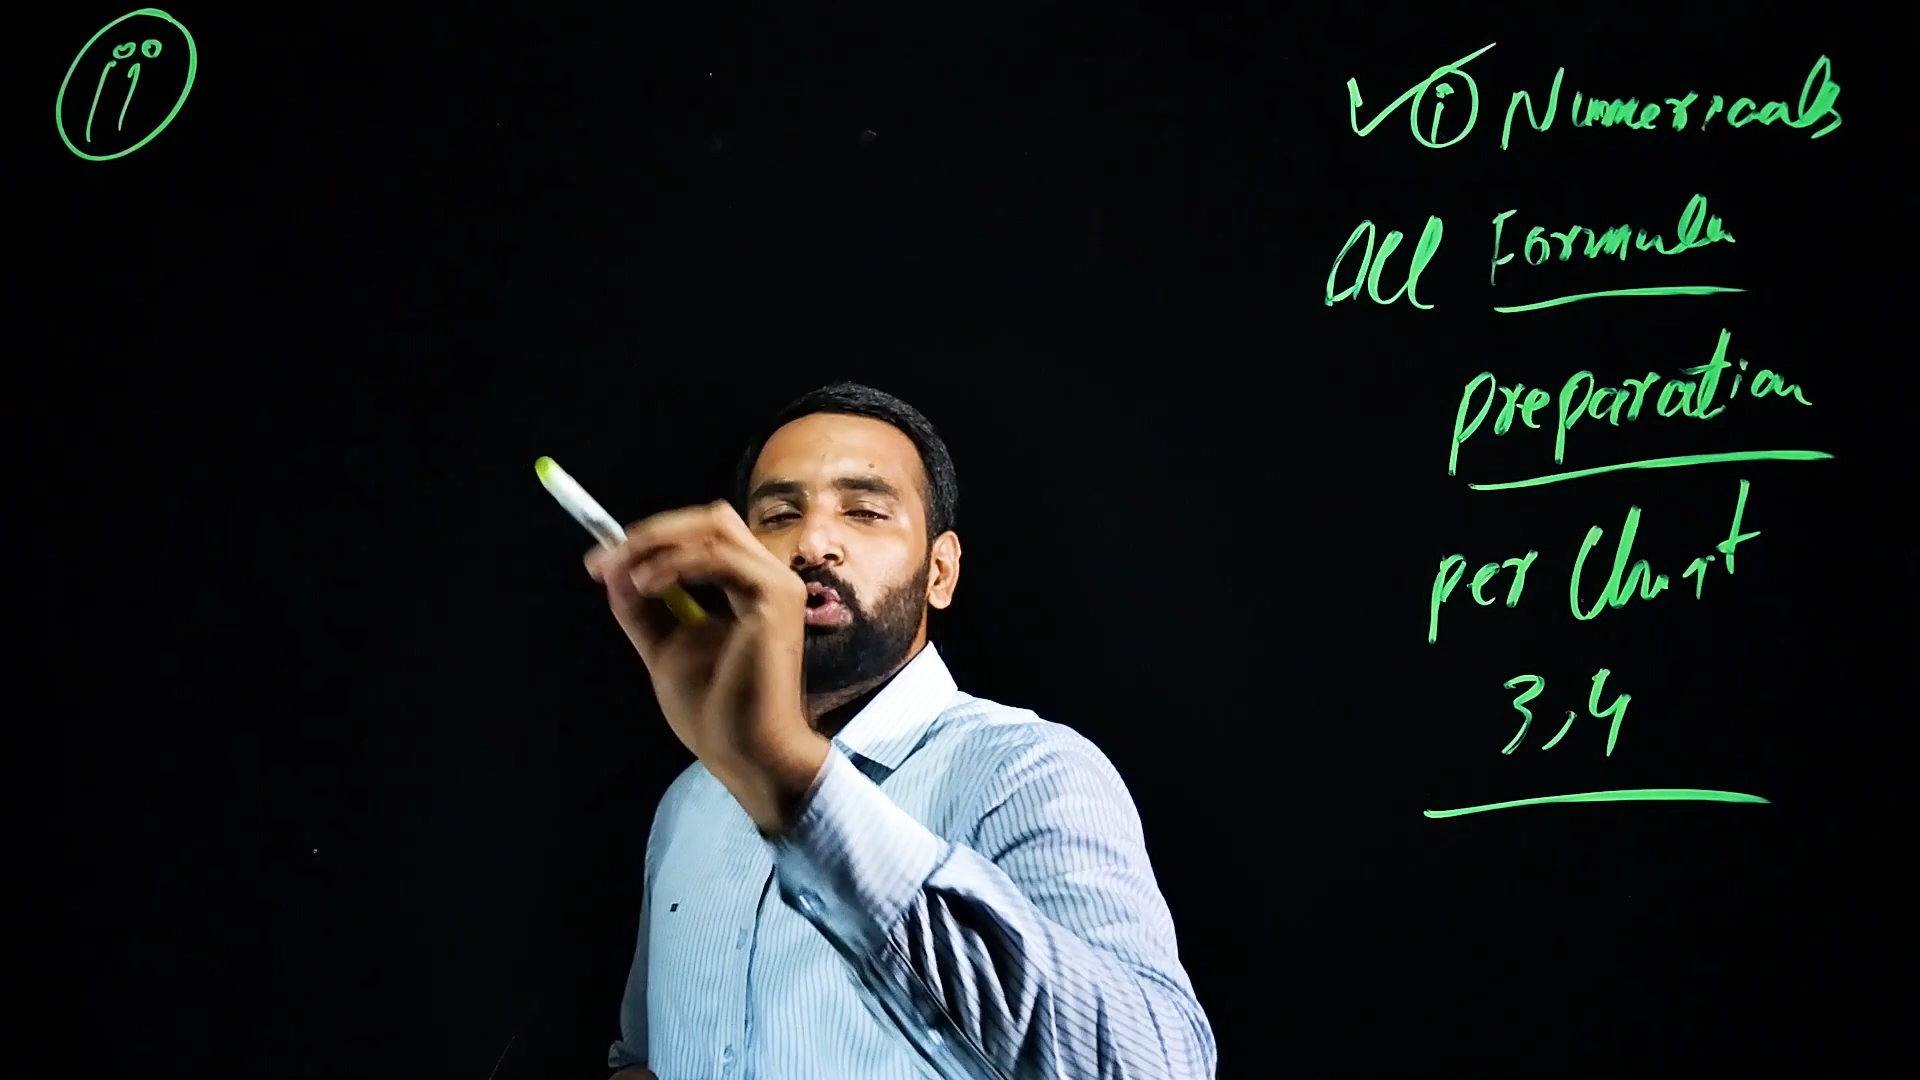 ii
✓ i Numericals
All Formula
preparation
per Chart
3,4